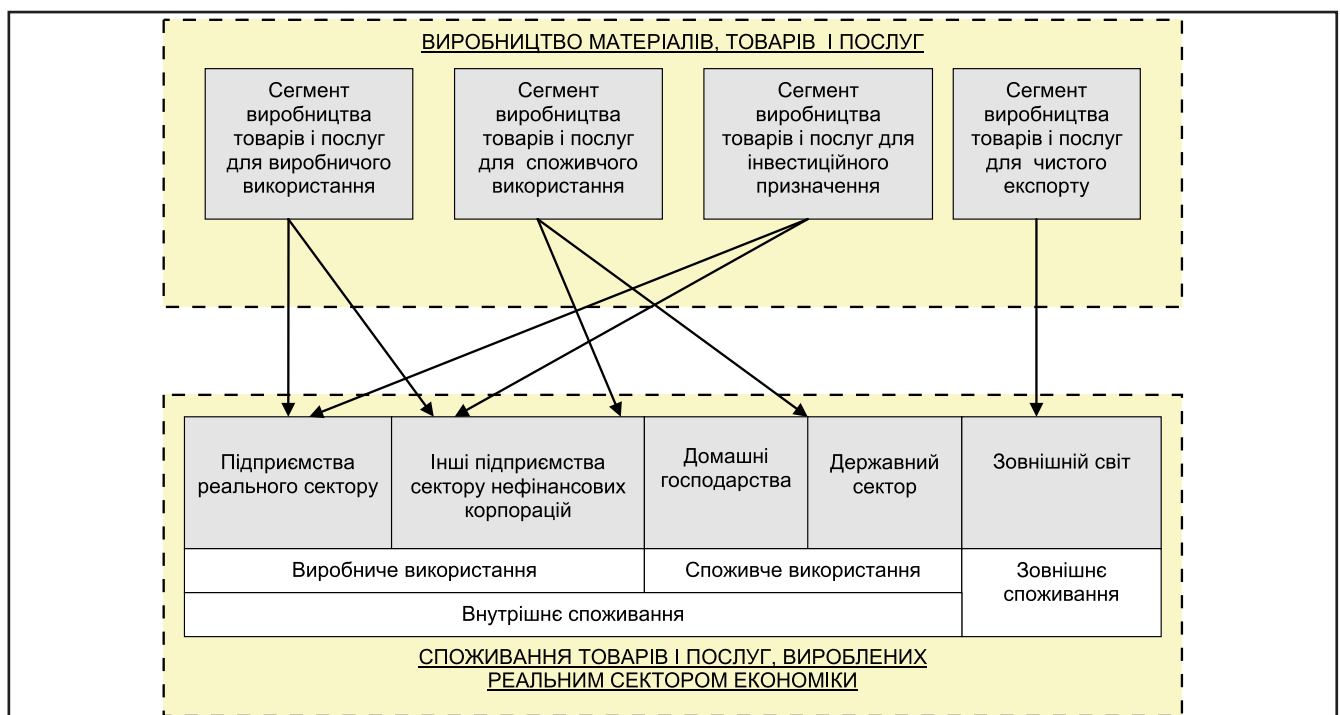 ВИРОБНИЦТВО МАТЕРІАЛІВ, ТОВАРІВ І ПОСЛУГ
Сегмент
виробництва
товарів і послуг
для виробничого
використання
Сегмент
виробництва
товарів і послуг
для споживчого
використання
Сегмент
виробництва
товарів і послуг для
інвестиційного
призначення
Сегмент
виробництва
товарів і послуг
для чистого
експорту
Підприємства
реального сектору
Інші підприємства
сектору нефінансових
корпорацій
Домашні
господарства
Державний
сектор
Зовнішній світ
Виробниче використання
Споживче використання
Зовнішнє
споживання
Внутрішнє споживання
СПОЖИВАННЯ ТОВАРІВ І ПОСЛУГ, ВИРОБЛЕНИХ
РЕАЛЬНИМ СЕКТОРОМ ЕКОНОМІКИ